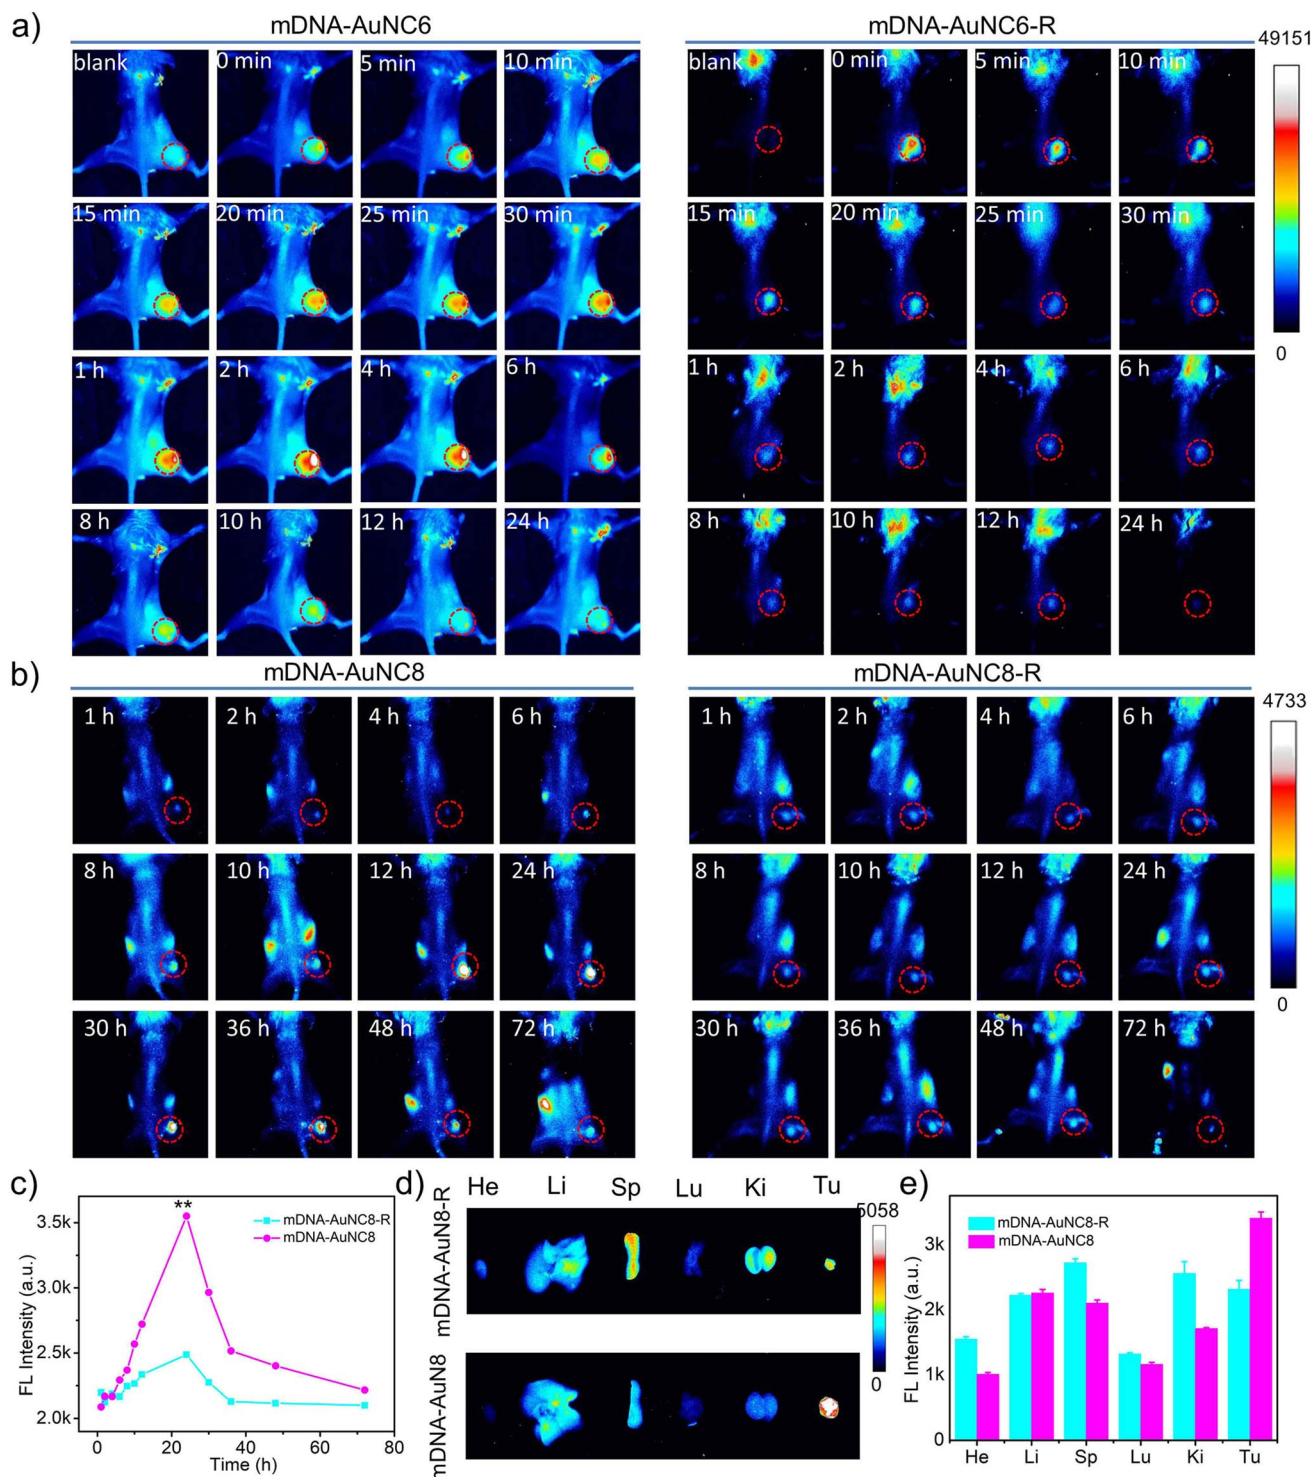 a)
mDNA-AuNC6
mDNA-AuNC6-R
49151
blank
0 min
5 min
10 min
blank
0 min
5 min
10 min
15 min
20 min
25 min
30 min
15 min
20 min
25 min
30 min
0
1 h
2 h
4 h
6 h
1 h
2 h
4 h
6 h
8 h
10 h
12 h
24 h
8 h
10 h
12 h
24 h
b)
mDNA-AuNC8
mDNA-AuNC8-R
4733
1 h
2 h
4 h
6 h
1 h
2 h
4 h
6 h
8 h
10 h
12 h
24 h
8 h
10 h
12 h
24 h
0
30 h
36 h
48 h
72 h
30 h
36 h
48 h
72 h
c)
**
mDNA-AuNC8-R
mDNA-AuNC8
3.5k
3.0k
2.5k
2.0k
FL Intensity (a.u.)
0
20
40
60
80
Time (h)
d)
He
Li
Sp
Lu
Ki
Tu
mDNA-AuN8-R
mDNA-AuN8
5058
0
e)
mDNA-AuNC8-R
mDNA-AuNC8
3k
2k
1k
0
FL Intensity (a.u.)
He
Li
Sp
Lu
Ki
Tu